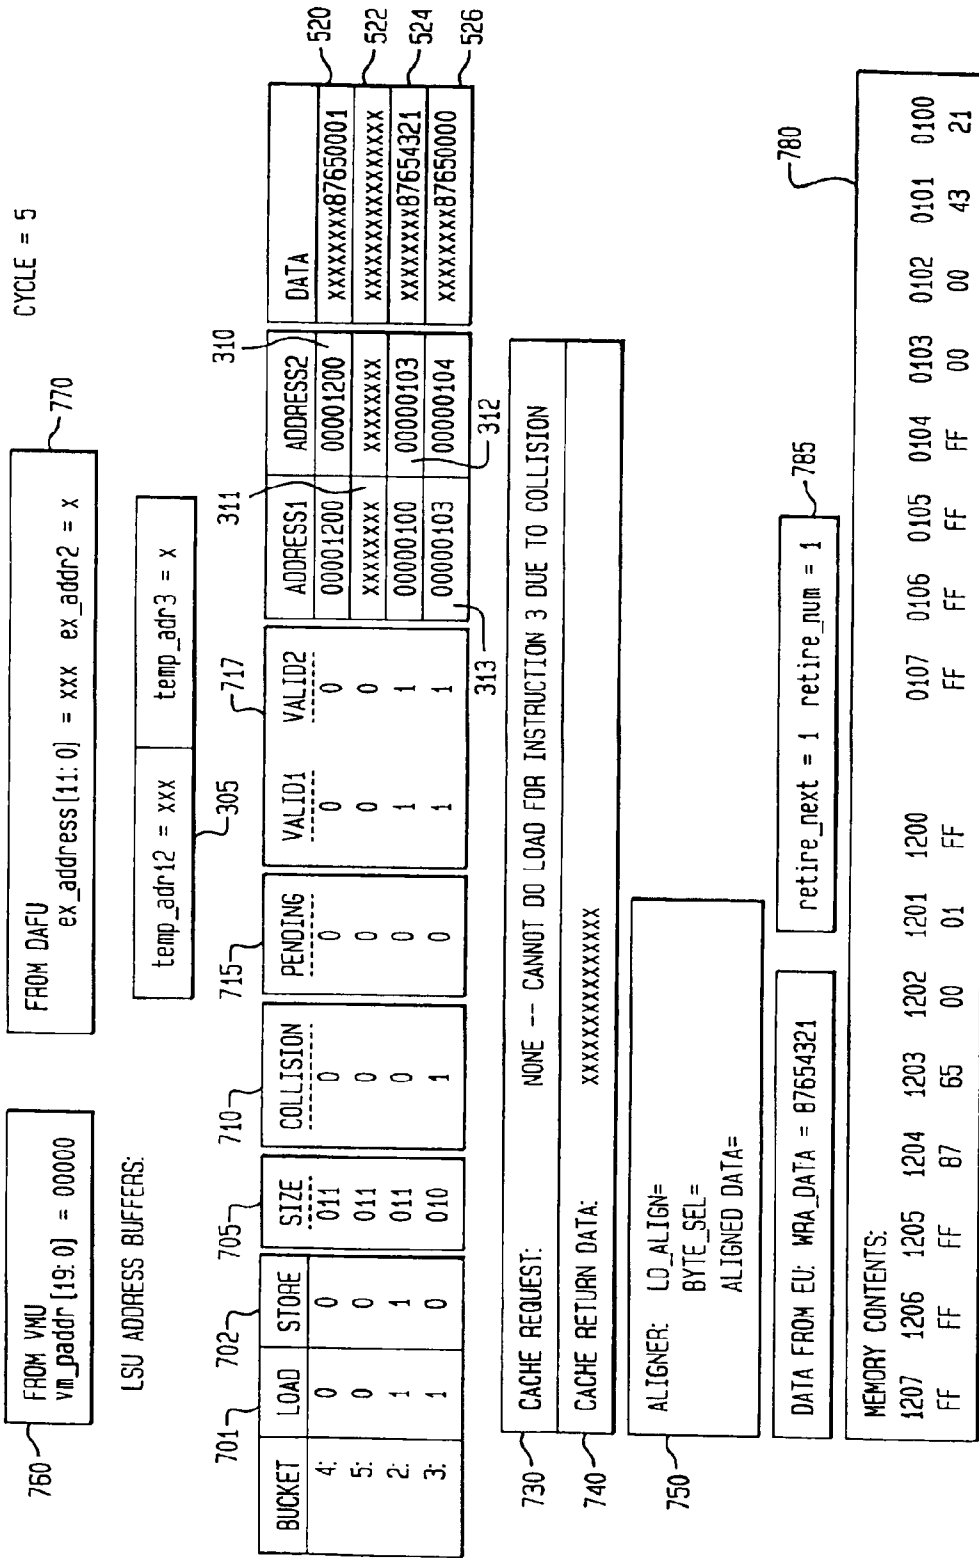 CYCLE = 5
760
FROM VMU
vm_paddr [19:0] = 00000
FROM DAFU
ex_address[11:0] = xxx ex_addr2 = x
770
LSU ADDRESS BUFFERS:
temp_adr12 = xxx
temp_adr3 = x
305
701
702
705
710
715
717
311
310
BUCKET LOAD STORE SIZE COLLISION PENDING VALID1 VALID2 ADDRESS1 ADDRESS2 DATA
4: 0 0 011 0 0 0 0 00001200 00001200 xxxxxxxx87650001 520
5: 0 0 011 0 0 0 0 xxxxxxxx xxxxxxxx xxxxxxxxxxxxxxxx 522
2: 1 1 011 0 0 1 1 00000100 00000103 xxxxxxxx87654321 524
3: 1 0 010 1 0 1 1 00000103 00000104 xxxxxxxx87650000 526
313
312
730
CACHE REQUEST: NONE -- CANNOT DO LOAD FOR INSTRUCTION 3 DUE TO COLLISION
740
CACHE RETURN DATA: xxxxxxxxxxxxxxxx
750
ALIGNER: LD_ALIGN=
BYTE_SEL=
ALIGNED DATA=
DATA FROM EU: WRA_DATA = 87654321
retire_next = 1 retire_num = 1
785
780
MEMORY CONTENTS:
1207 1206 1205 1204 1203 1202 1201 1200 0107 0106 0105 0104 0103 0102 0101 0100
FF FF FF 87 65 00 01 FF FF FF FF FF 00 00 43 21